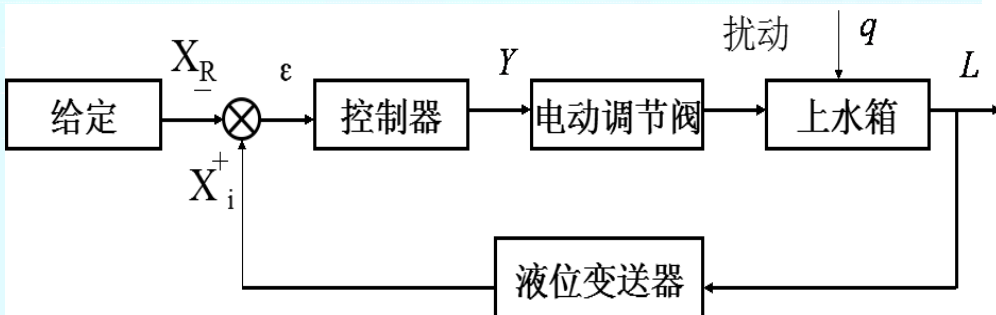 扰动 q
X_R ε Y L
−
给定 控制器 电动调节阀 上水箱
+
X_i
液位变送器